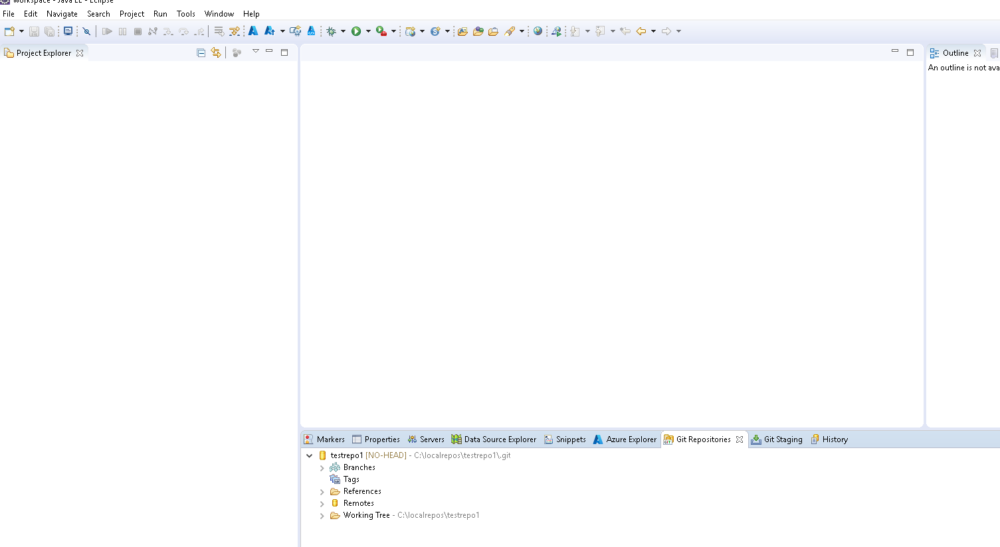 workspace - Java EE - Eclipse
File Edit Navigate Search Project Run Tools Window Help
Project Explorer
Outline
An outline is not ava
Markers Properties Servers Data Source Explorer Snippets Azure Explorer Git Repositories Git Staging History
testrepo1 [NO-HEAD] - C:\localrepos\testrepo1\.git
Branches
Tags
References
Remotes
Working Tree - C:\localrepos\testrepo1